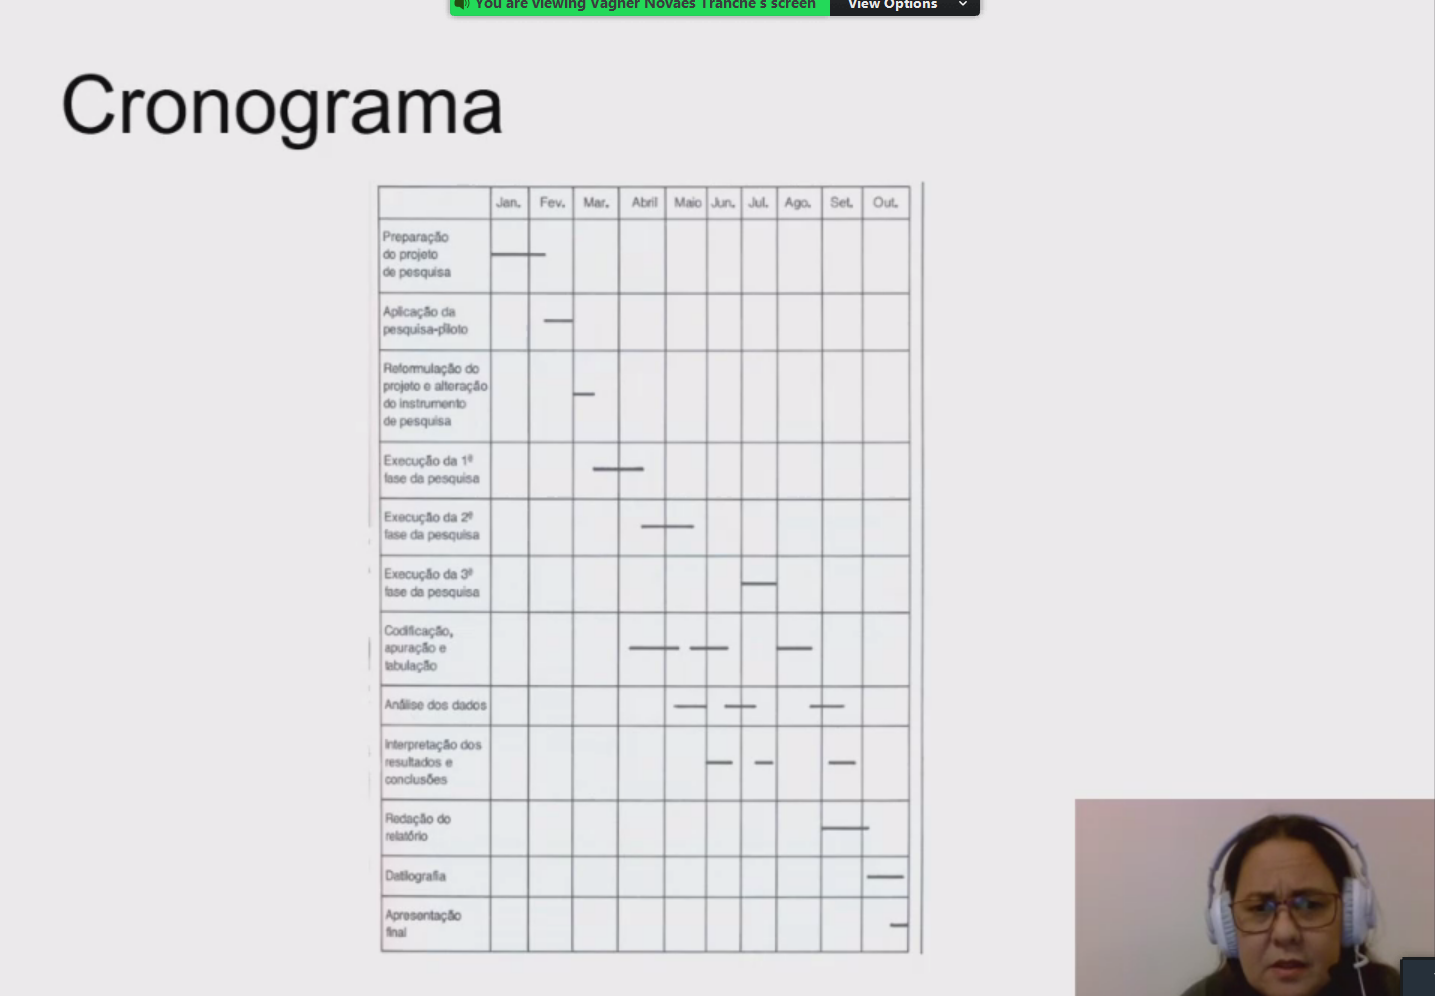 You are viewing Vagner Novaes Tranche's screen
View Options
Cronograma
Jan. Fev. Mar. Abril Maio Jun. Jul. Ago. Set. Out.
Preparação
do projeto
de pesquisa
Aplicação da
pesquisa-piloto
Reformulação do
projeto e alteração
do instrumento
de pesquisa
Execução da 1ª
fase da pesquisa
Execução da 2ª
fase da pesquisa
Execução da 3ª
fase da pesquisa
Codificação,
apuração e
tabulação
Análise dos dados
Interpretação dos
resultados e
conclusões
Redação do
relatório
Datilografia
Apresentação
final